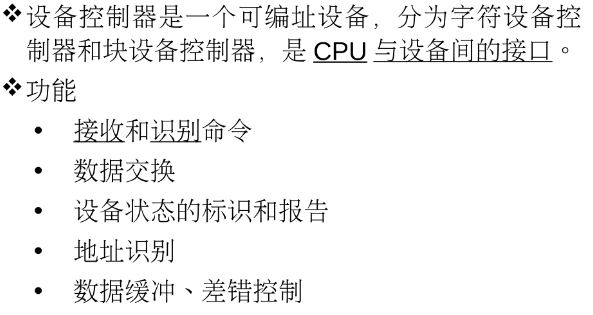 ❖设备控制器是一个可编址设备，分为字符设备控
制器和块设备控制器，是 CPU 与设备间的接口。
❖功能
• 接收和识别命令
• 数据交换
• 设备状态的标识和报告
• 地址识别
• 数据缓冲、差错控制